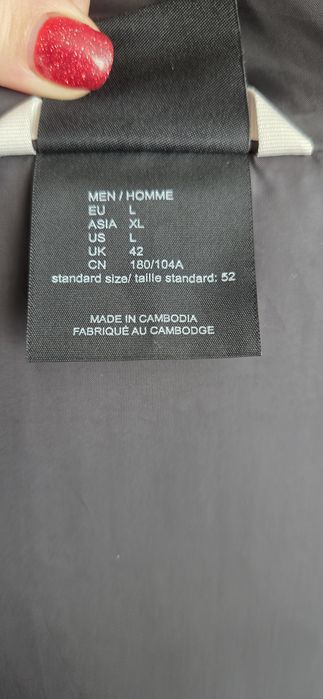 MEN / HOMME
EU L
ASIA XL
US L
UK 42
CN 180/104A
standard size/ taille standard: 52
MADE IN CAMBODIA
FABRIQUÉ AU CAMBODGE